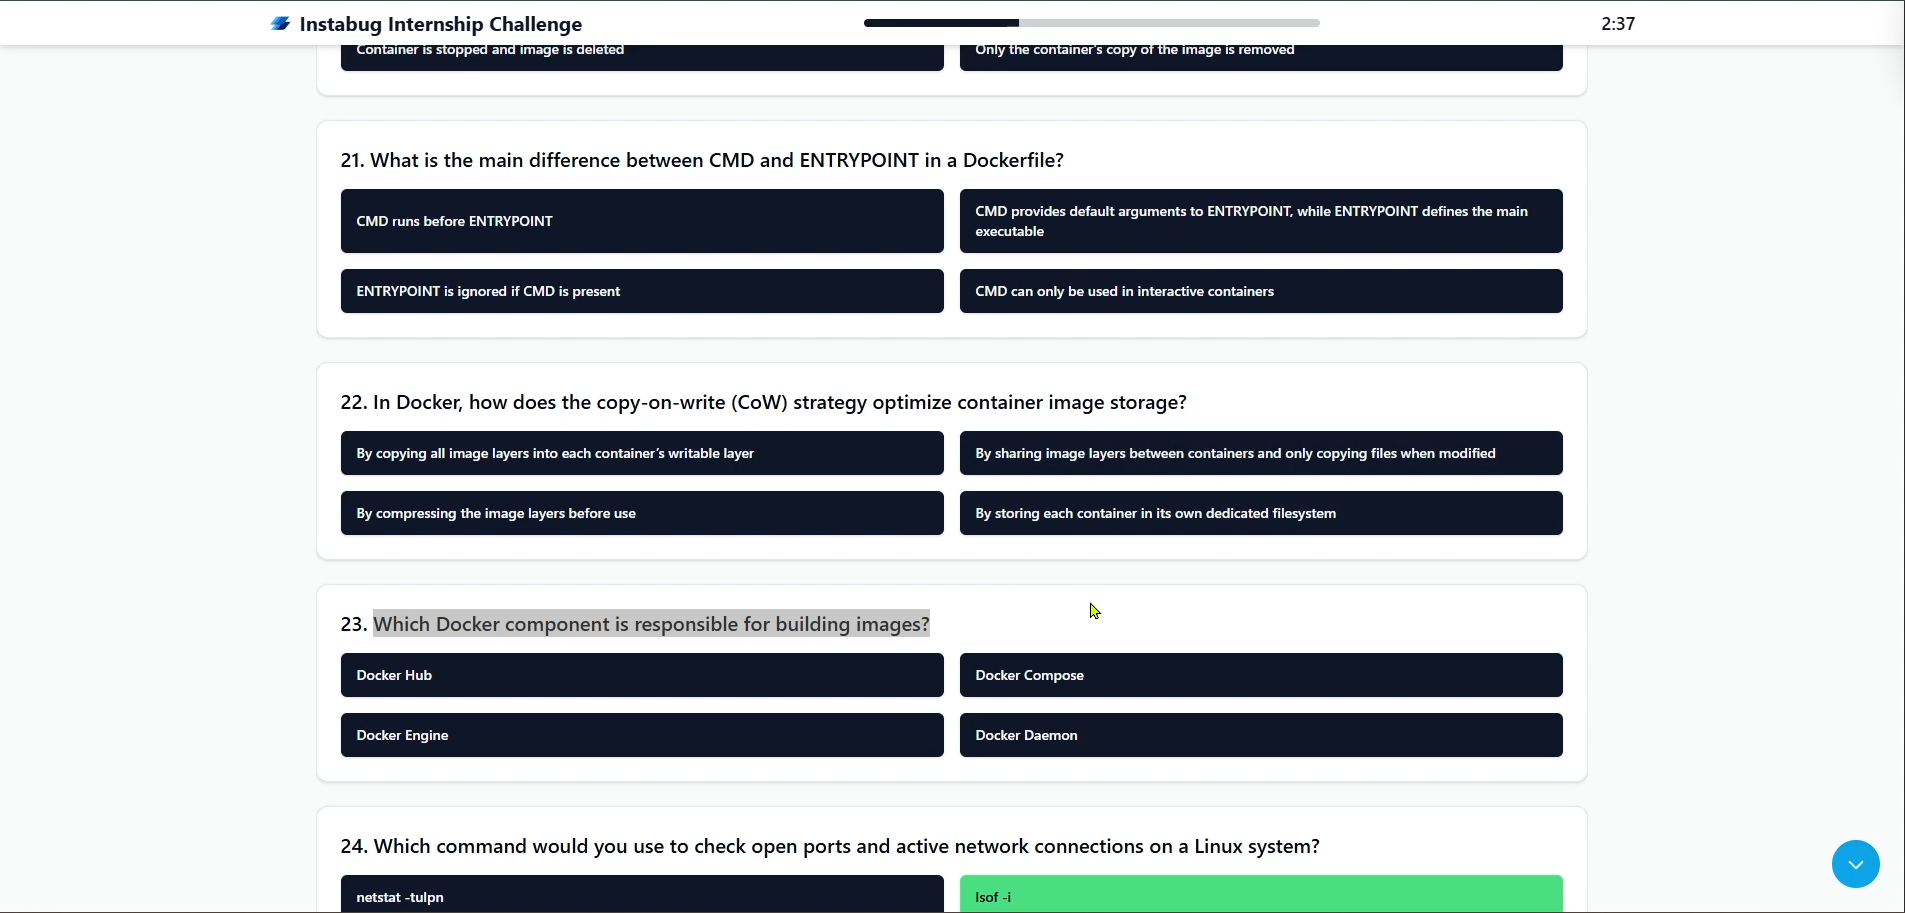 Instabug Internship Challenge
2:37
Container is stopped and image is deleted
Only the container's copy of the image is removed
21. What is the main difference between CMD and ENTRYPOINT in a Dockerfile?
CMD runs before ENTRYPOINT
CMD provides default arguments to ENTRYPOINT, while ENTRYPOINT defines the main
executable
ENTRYPOINT is ignored if CMD is present
CMD can only be used in interactive containers
22. In Docker, how does the copy-on-write (CoW) strategy optimize container image storage?
By copying all image layers into each container's writable layer
By sharing image layers between containers and only copying files when modified
By compressing the image layers before use
By storing each container in its own dedicated filesystem
23. Which Docker component is responsible for building images?
Docker Hub
Docker Compose
Docker Engine
Docker Daemon
24. Which command would you use to check open ports and active network connections on a Linux system?
netstat -tulpn
lsof -i